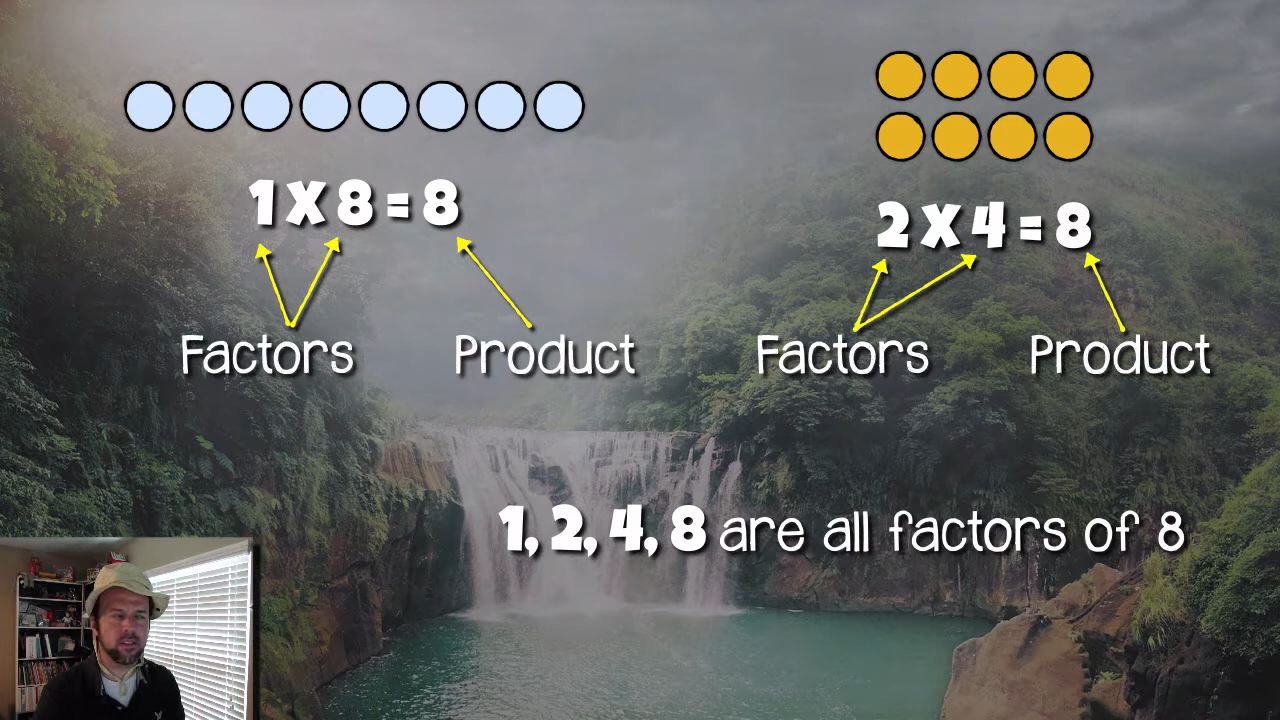 1 X 8 = 8
Factors
Product
2 X 4 = 8
Factors
Product
1, 2, 4, 8 are all factors of 8